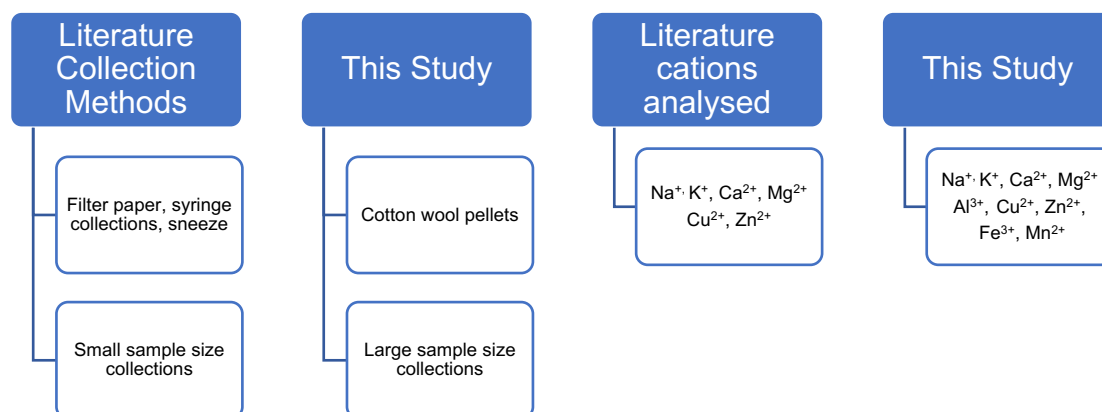 Literature
Collection
Methods
Filter paper, syringe
collections, sneeze
Small sample size
collections
This Study
Cotton wool pellets
Large sample size
collections
Literature
cations
analysed
Na⁺, K⁺, Ca²⁺, Mg²⁺
Cu²⁺, Zn²⁺
This Study
Na⁺, K⁺, Ca²⁺, Mg²⁺
Al³⁺, Cu²⁺, Zn²⁺,
Fe³⁺, Mn²⁺